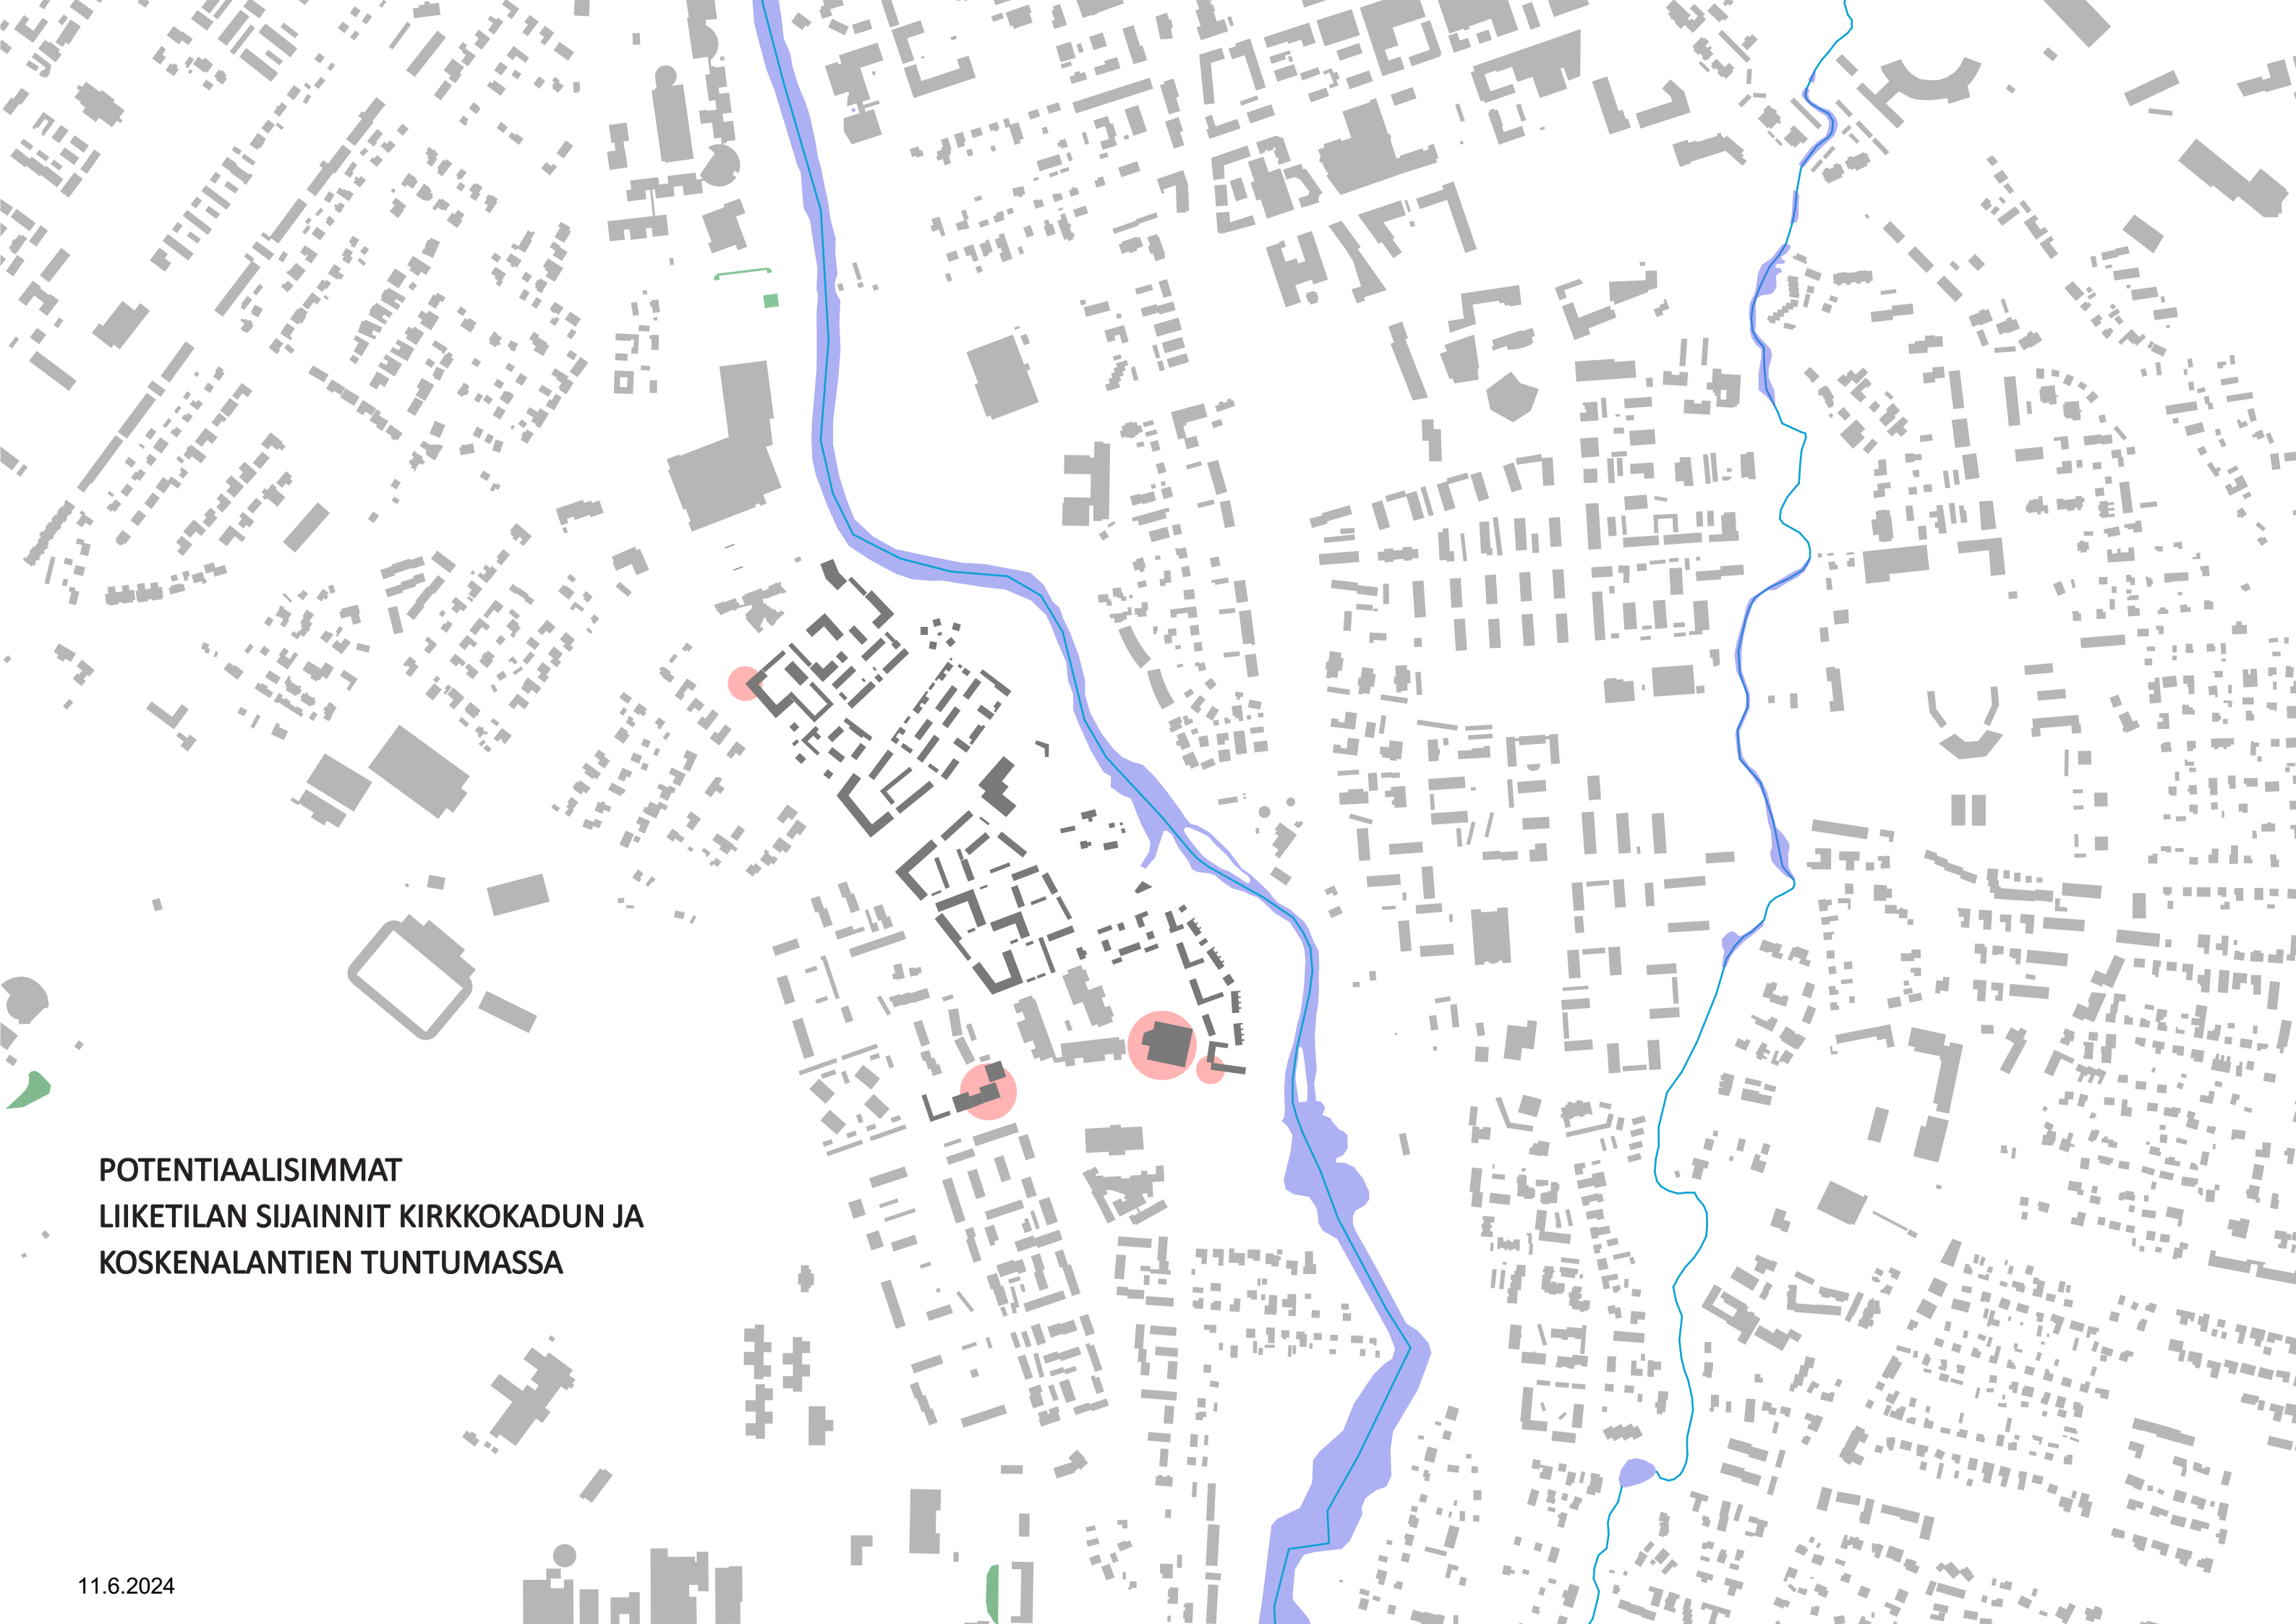 POTENTIAALISIMMAT
LIIKETILAN SIJAINNIT KIRKKOKADUN JA
KOSKENALANTIEN TUNTUMASSA
11.6.2024